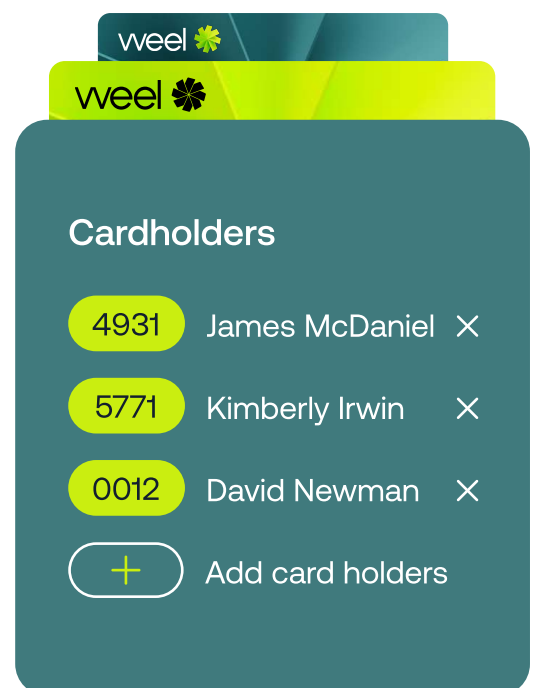 weel
weel
Cardholders
4931 James McDaniel
5771 Kimberly Irwin
0012 David Newman
Add card holders